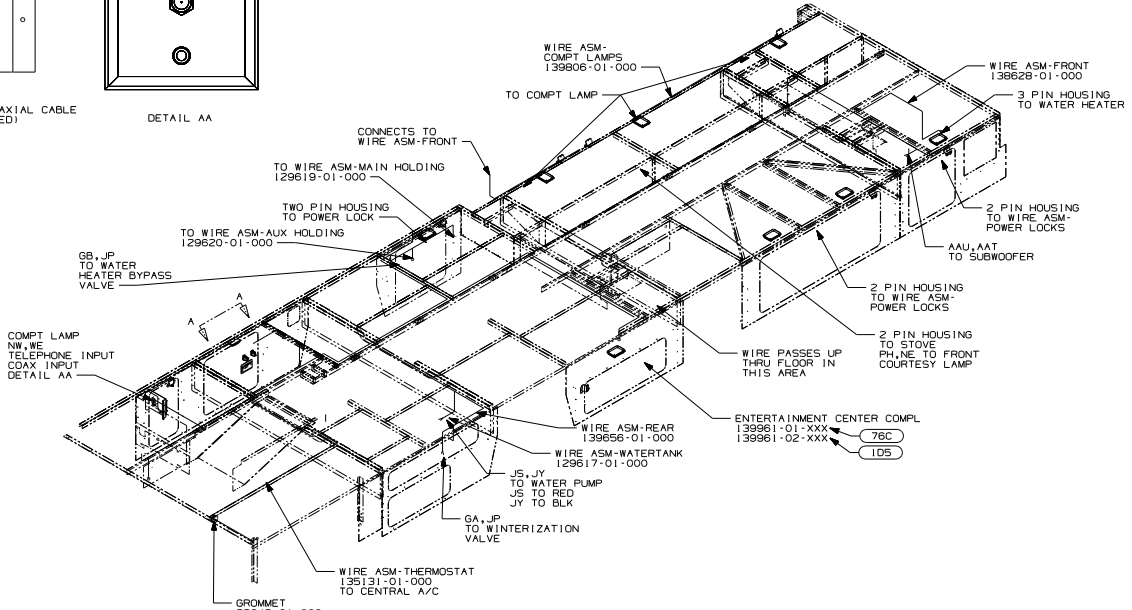 AXIAL CABLE
ED)
DETAIL AA
WIRE ASM-
COMPT LAMPS
139806-01-000
TO COMPT LAMP
CONNECTS TO
WIRE ASM-FRONT
TO WIRE ASM-MAIN HOLDING
129619-01-000
TWO PIN HOUSING
TO POWER LOCK
TO WIRE ASM-AUX HOLDING
129620-01-000
GB,JP
TO WATER
HEATER BYPASS
VALVE
A
A
COMPT LAMP
NW,WE
TELEPHONE INPUT
COAX INPUT
DETAIL AA
WIRE ASM-FRONT
138628-01-000
3 PIN HOUSING
TO WATER HEATER
2 PIN HOUSING
TO WIRE ASM-
POWER LOCKS
AAU,AAT
TO SUBWOOFER
2 PIN HOUSING
TO WIRE ASM-
POWER LOCKS
2 PIN HOUSING
TO STOVE
PH,NE TO FRONT
COURTESY LAMP
WIRE PASSES UP
THRU FLOOR IN
THIS AREA
ENTERTAINMENT CENTER COMPL
139961-01-XXX
139961-02-XXX
76C
1D5
WIRE ASM-REAR
139656-01-000
WIRE ASM-WATERTANK
129617-01-000
JS,JY
TO WATER PUMP
JS TO RED
JY TO BLK
GA,JP
TO WINTERIZATION
VALVE
WIRE ASM-THERMOSTAT
135131-01-000
TO CENTRAL A/C
GROMMET